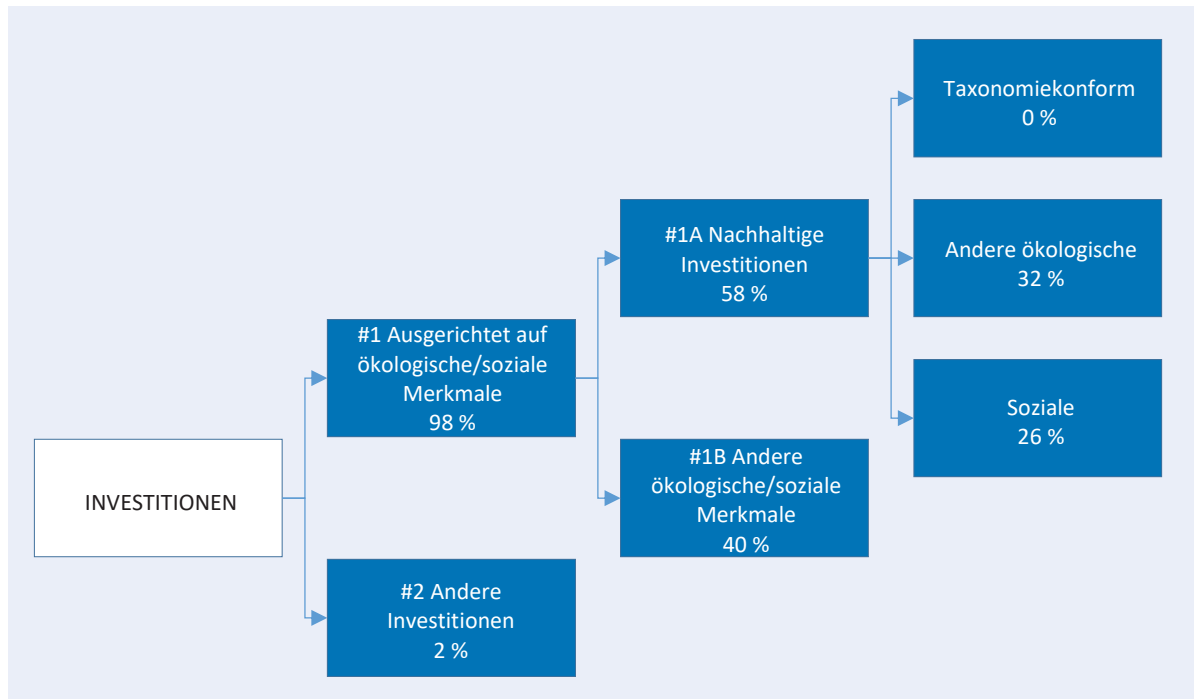 INVESTITIONEN
#1 Ausgerichtet auf
ökologische/soziale
Merkmale
98 %
#2 Andere
Investitionen
2 %
#1A Nachhaltige
Investitionen
58 %
#1B Andere
ökologische/soziale
Merkmale
40 %
Taxonomiekonform
0 %
Andere ökologische
32 %
Soziale
26 %